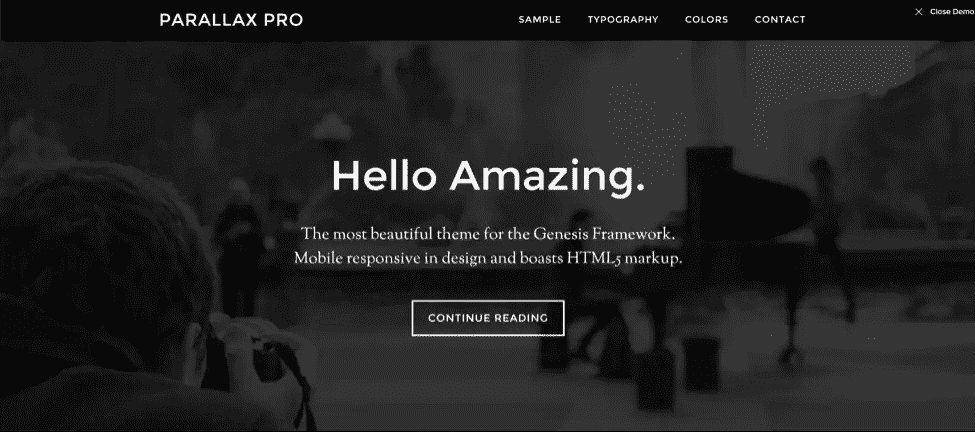 PARALLAX PRO
SAMPLE TYPOGRAPHY COLORS CONTACT
Close Demo
Hello Amazing.
The most beautiful theme for the Genesis Framework.
Mobile responsive in design and boasts HTML5 markup.
CONTINUE READING